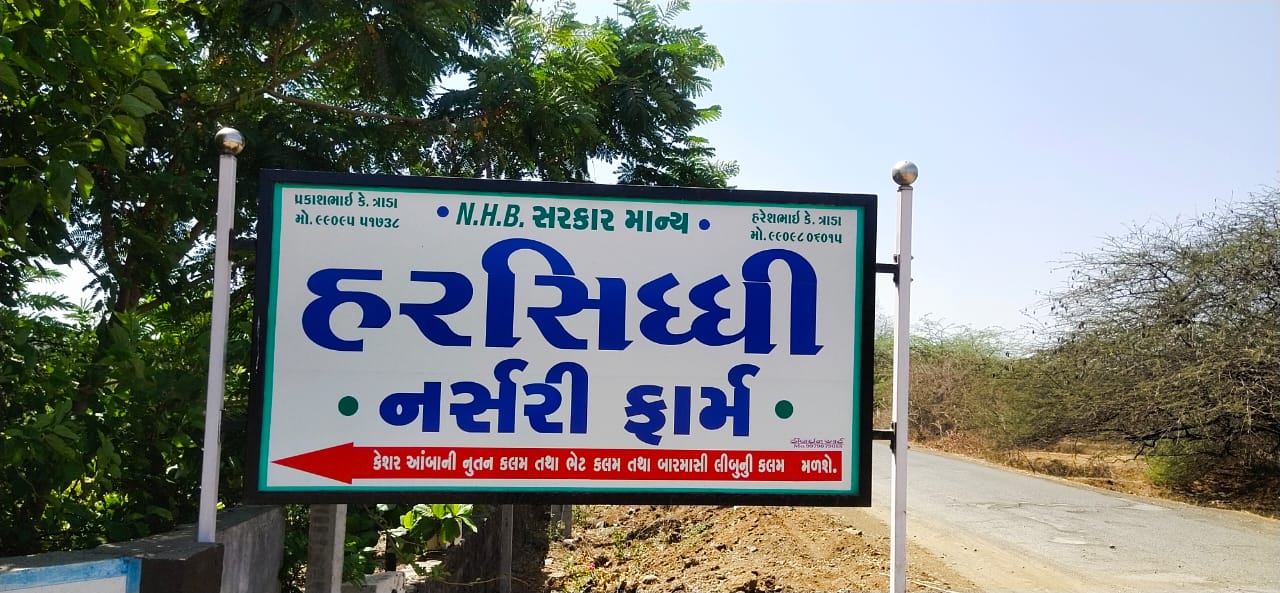 પ્રકાશભાઈ કે. ત્રાડા
મો. ૯૯૦૯૫ ૫૧૭૩૮
• N.H.B. સરકાર માન્ય •
હરેશભાઈ કે. ત્રાડા
મો. ૯૯૦૯૮ ૦૬૦૧૫
હરસિધ્ધી
• નર્સરી ફાર્મ •
કેશર આંબાની નુતન કલમ તથા ભેટ કલમ તથા બારમાસી લીબુની કલમ મળશે.